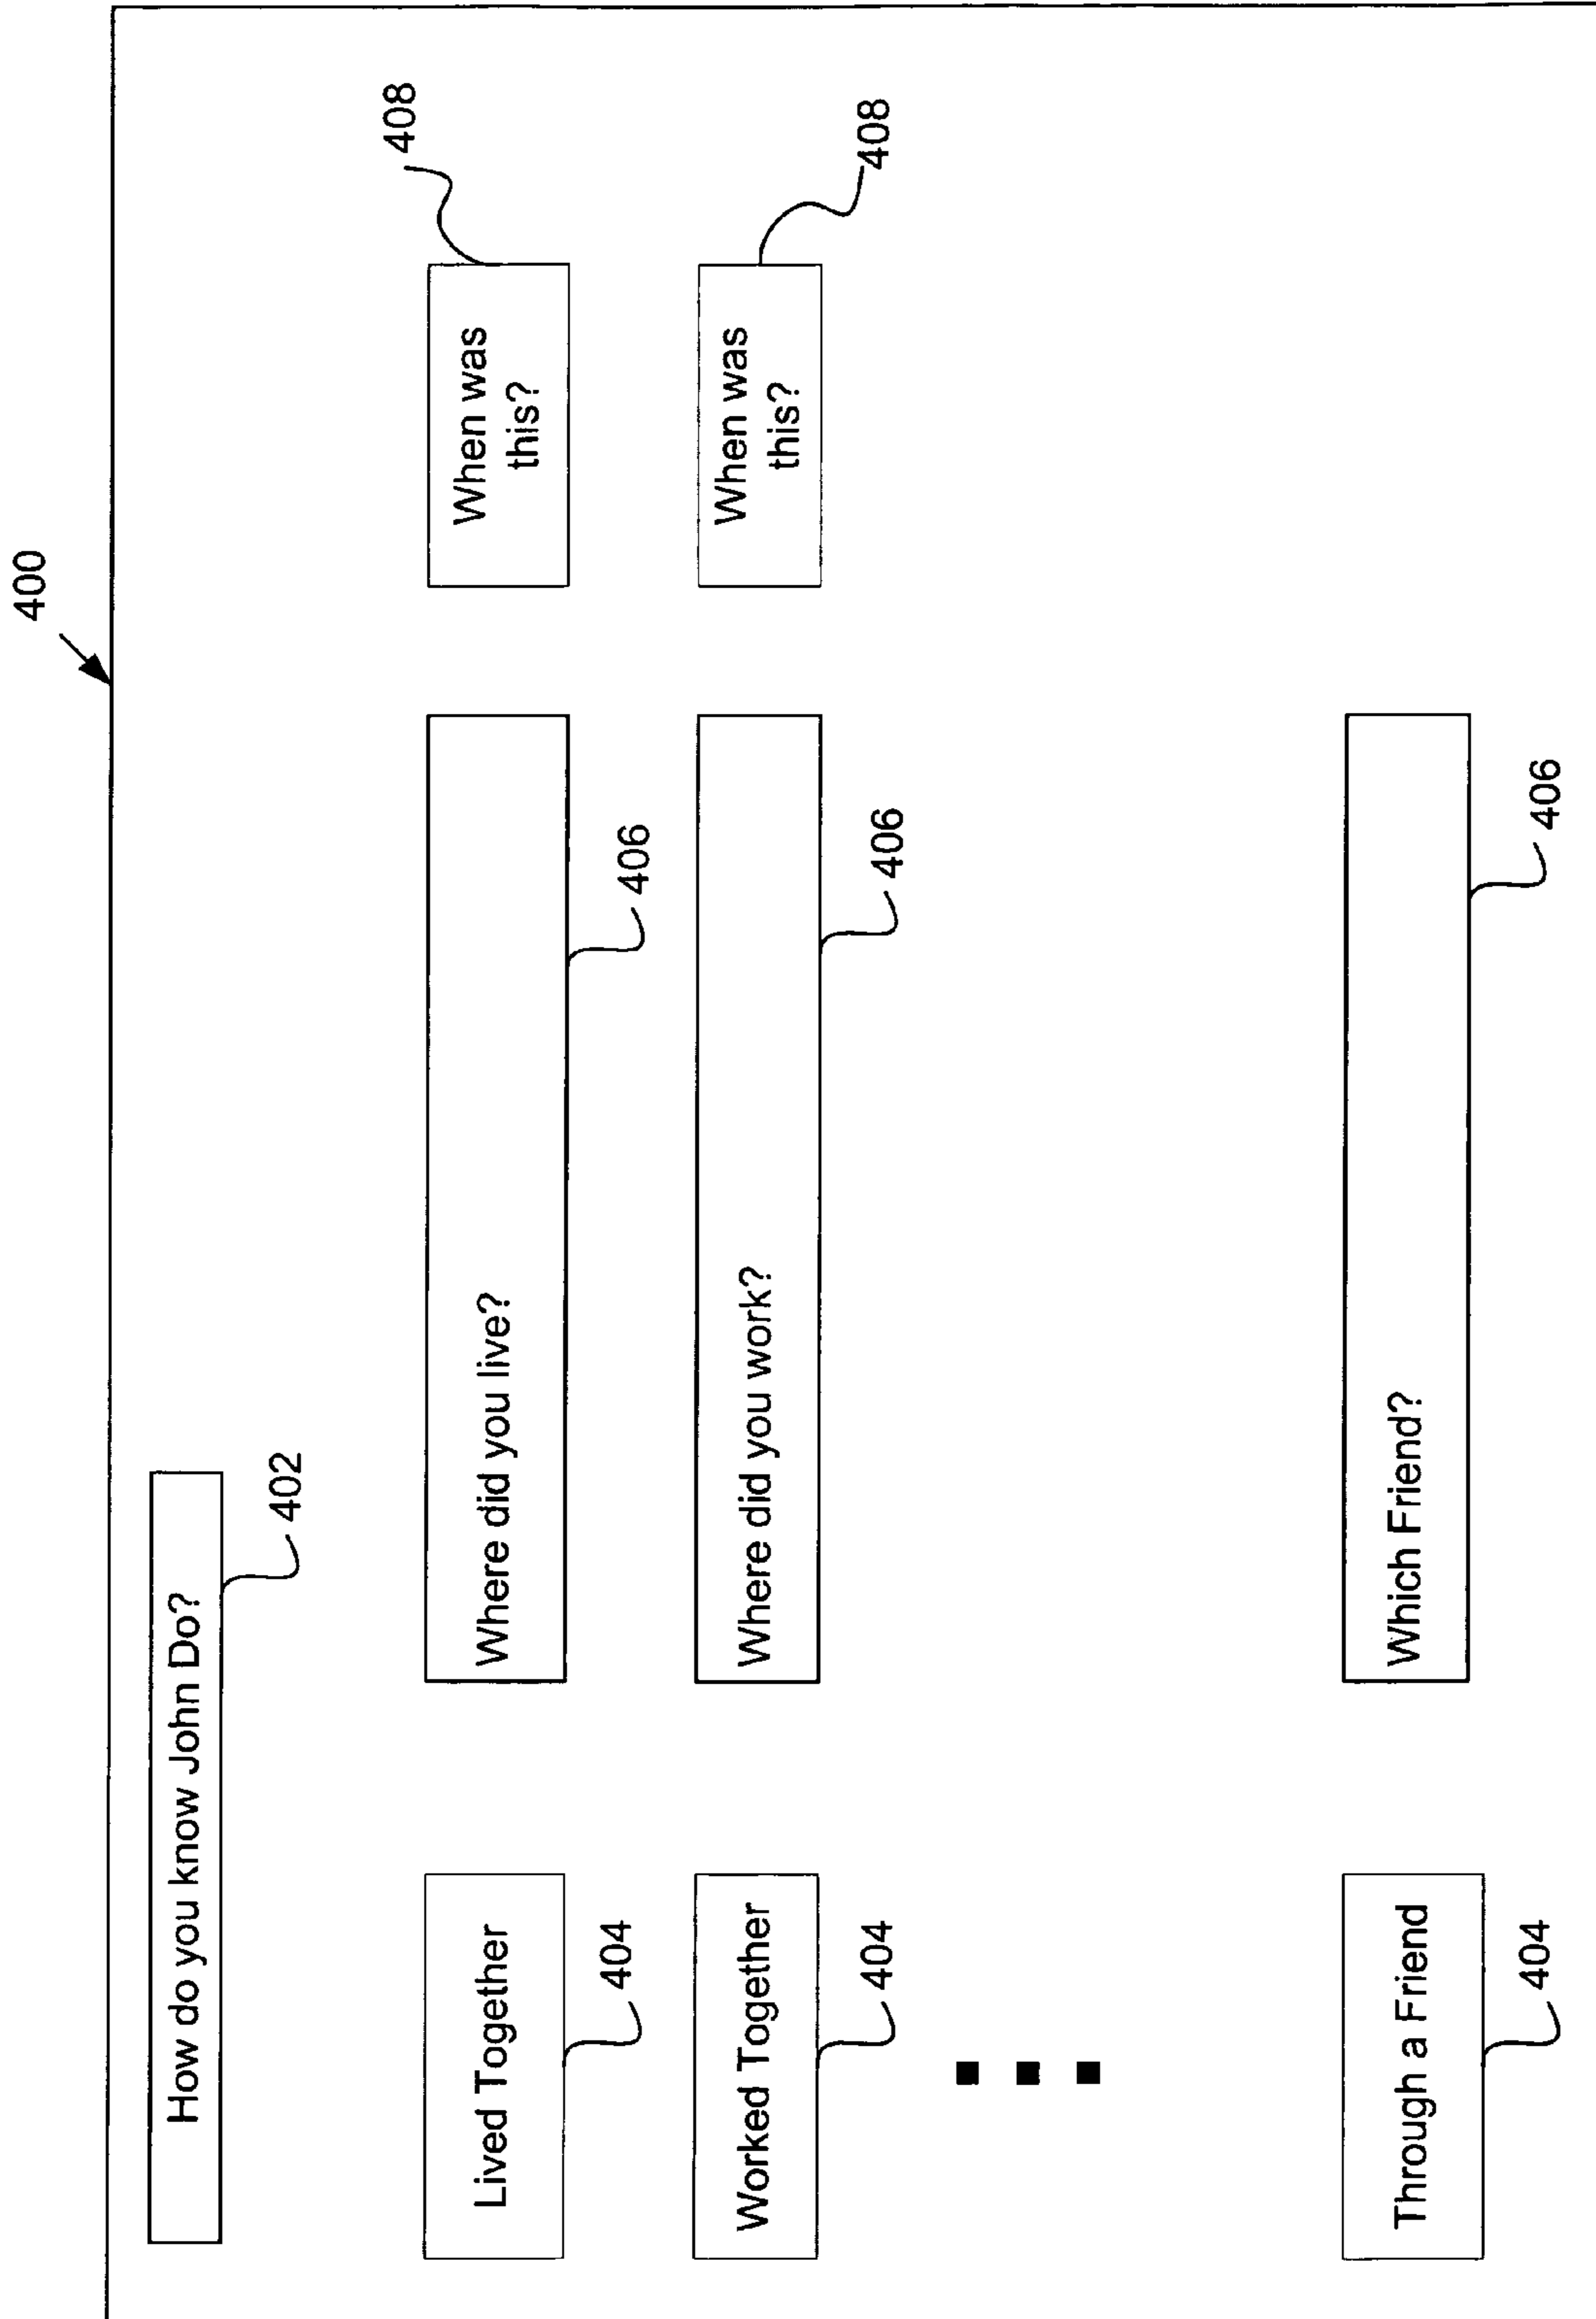 400
How do you know John Do?
402
Lived Together
404
Where did you live?
406
When was
this?
408
Worked Together
404
Where did you work?
406
When was
this?
408
Through a Friend
404
Which Friend?
406